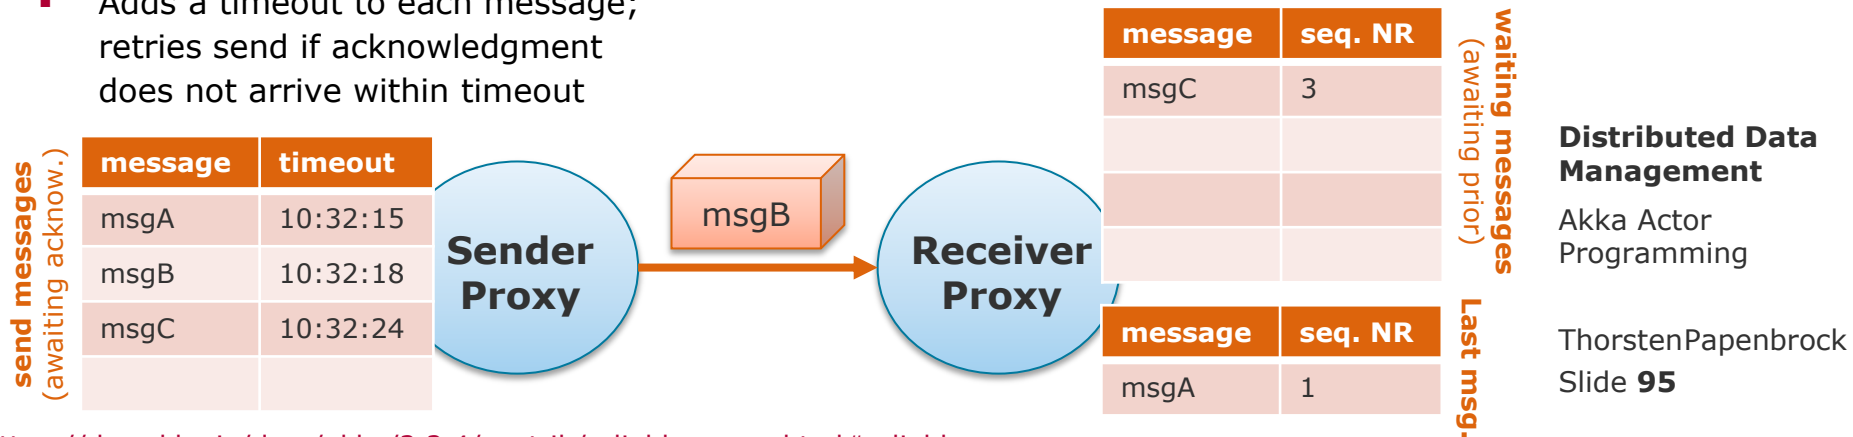 Adds a timeout to each message;
retries send if acknowledgment
does not arrive within timeout
send messages
(awaiting acknow.)
message timeout
msgA 10:32:15
msgB 10:32:18
msgC 10:32:24
Sender
Proxy
msgB
Receiver
Proxy
message seq. NR
msgC 3
waiting messages
(awaiting prior)
message seq. NR
msgA 1
Last msg.
Distributed Data
Management
Akka Actor
Programming
ThorstenPapenbrock
Slide 95